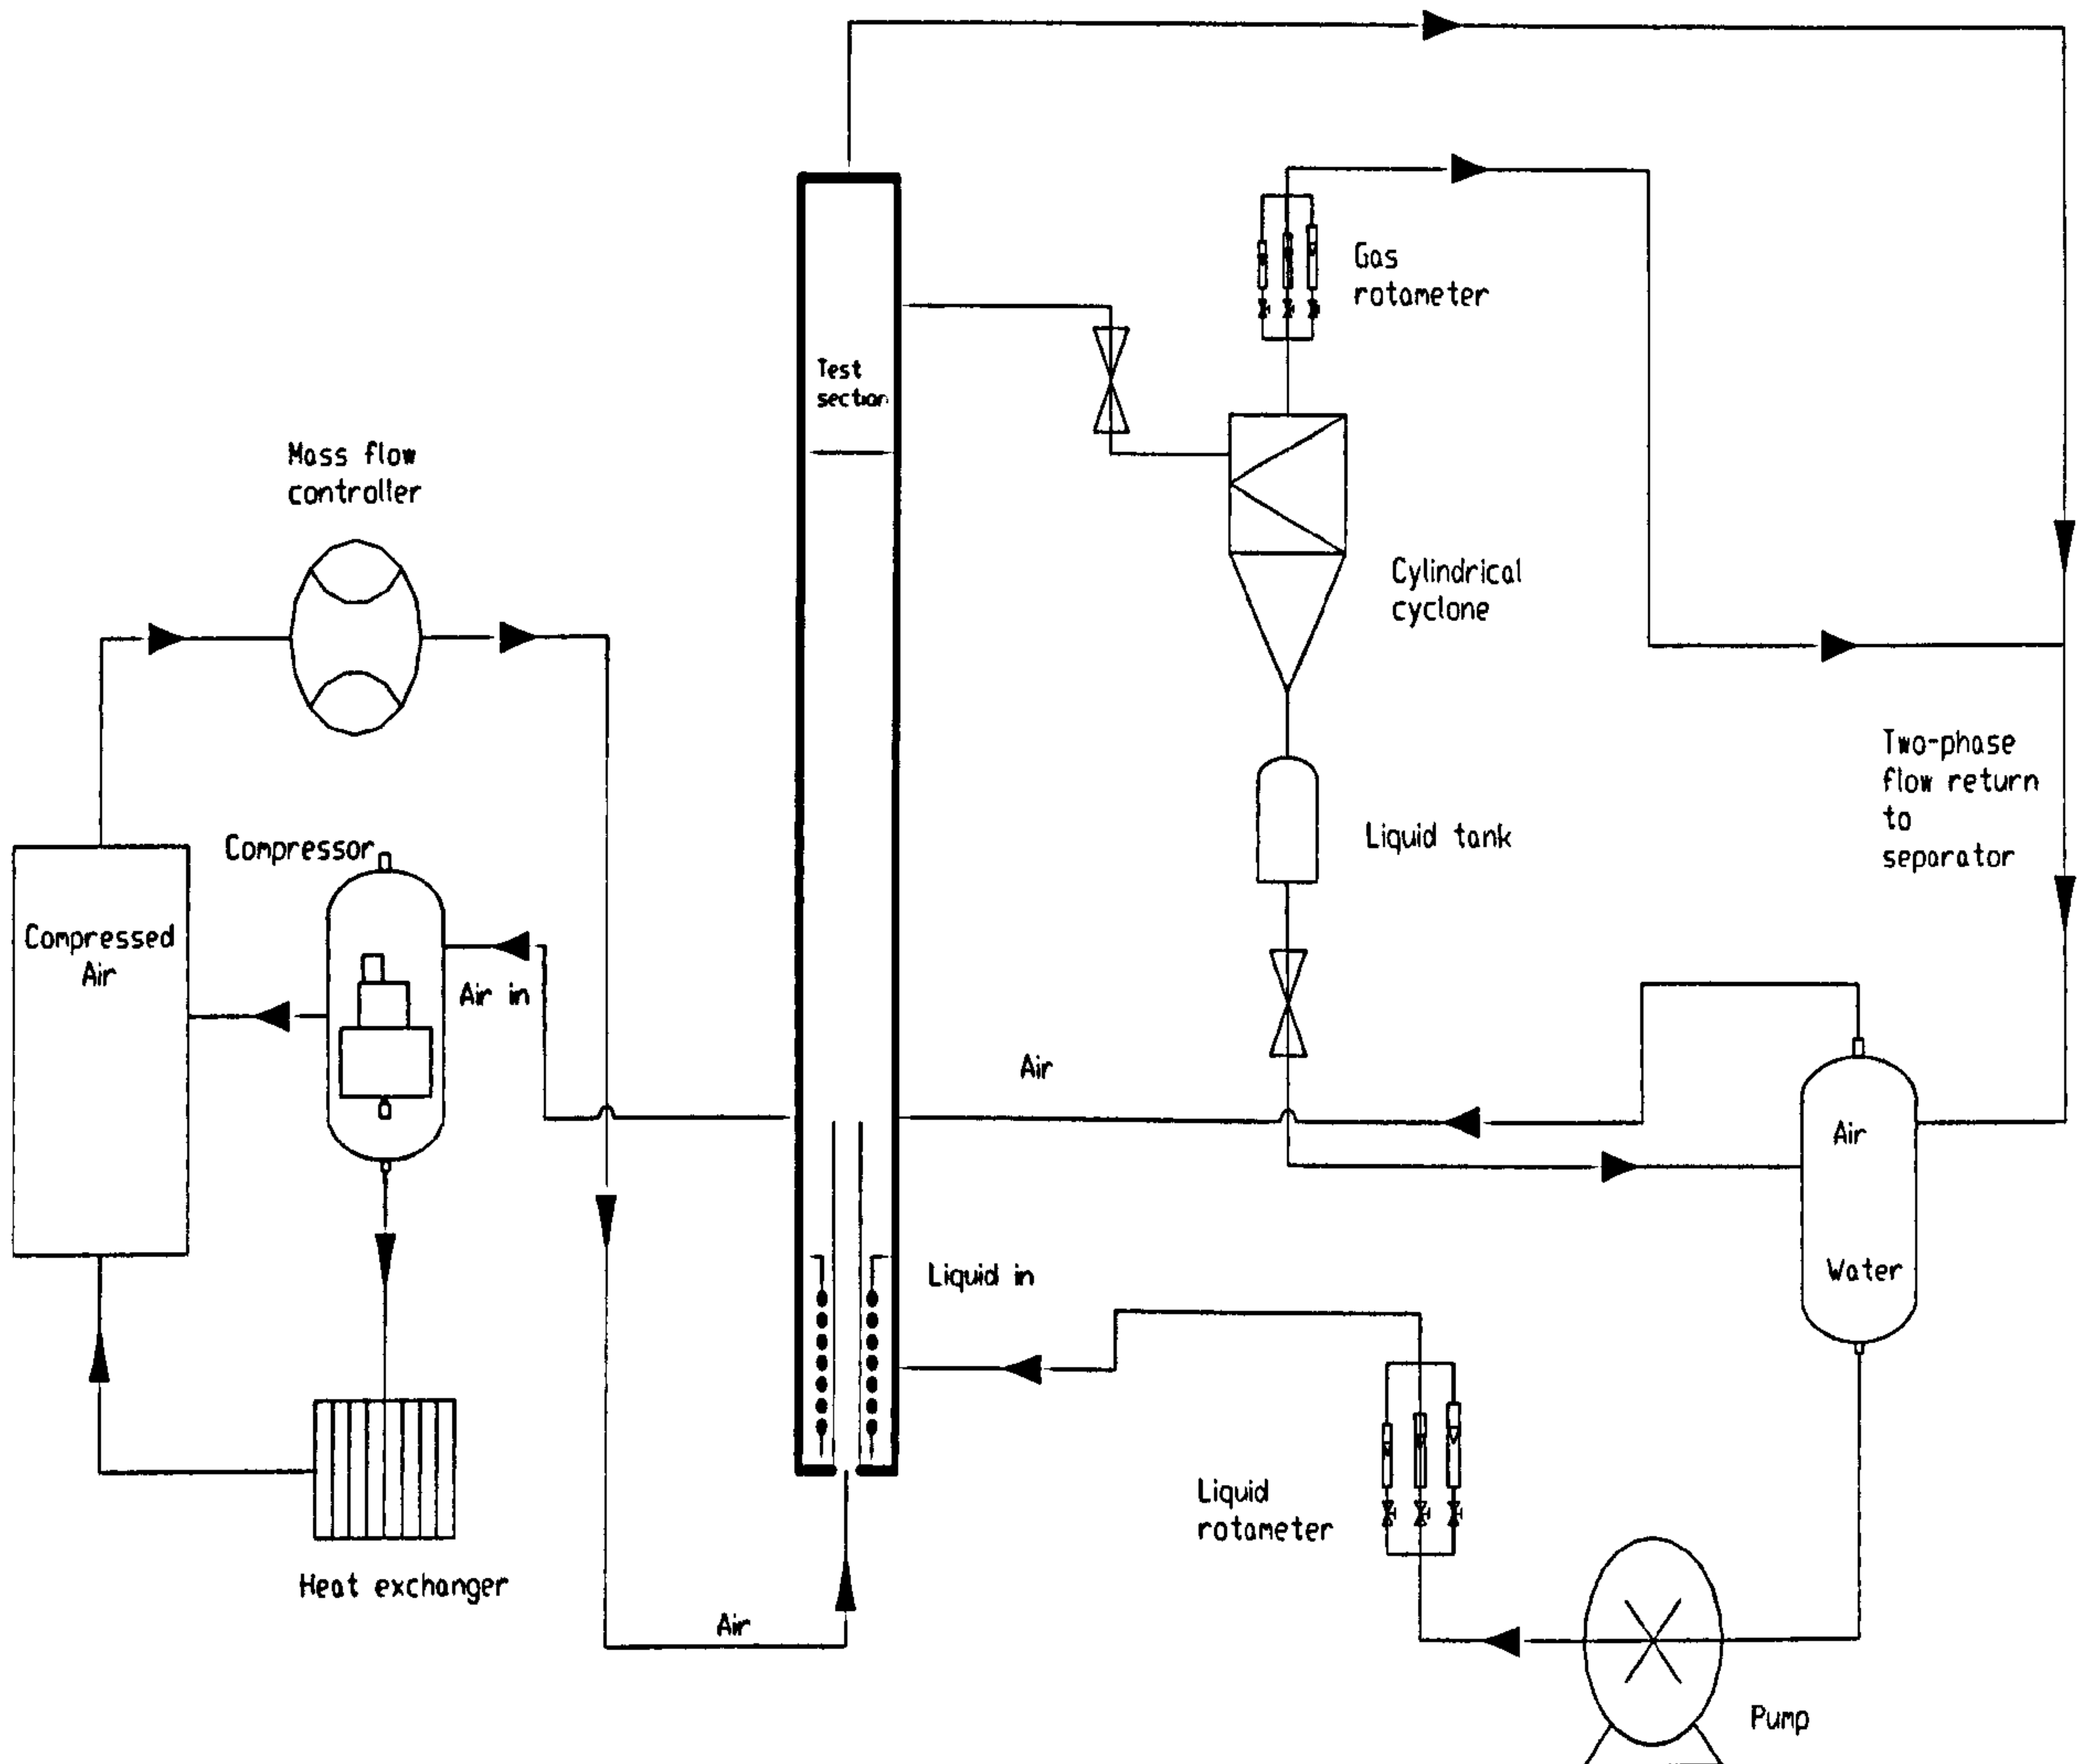 Gas
rotameter
Test
section
Mass flow
controller
Cylindrical
cyclone
Two-phase
flow return
to
separator
Liquid tank
Compressor
Compressed
Air
Air in
Air
Air
Water
Liquid in
Liquid
rotameter
Heat exchanger
Air
Pump